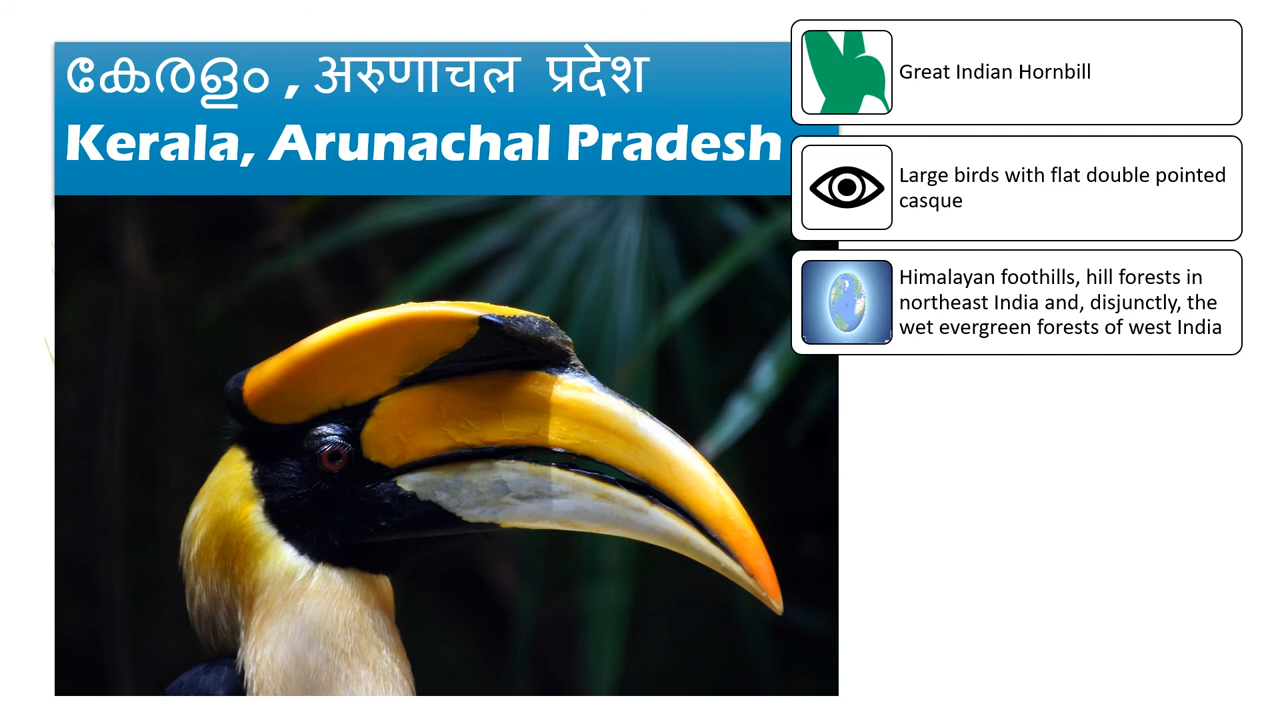 കേരളം , अरुणाचल प्रदेश
Kerala, Arunachal Pradesh
Great Indian Hornbill
Large birds with flat double pointed
casque
Himalayan foothills, hill forests in
northeast India and, disjunctly, the
wet evergreen forests of west India